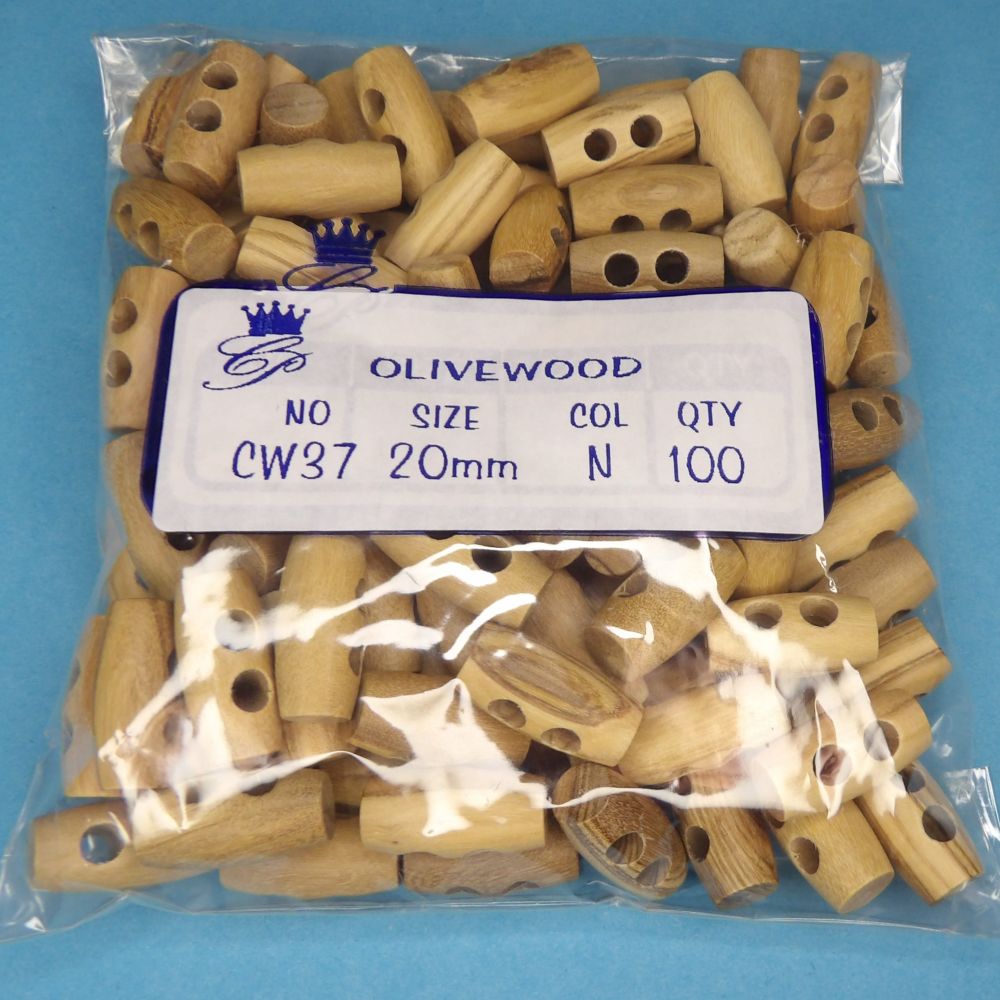 CP
OLIVEWOOD
NO SIZE COL QTY
CW37 20mm N 100